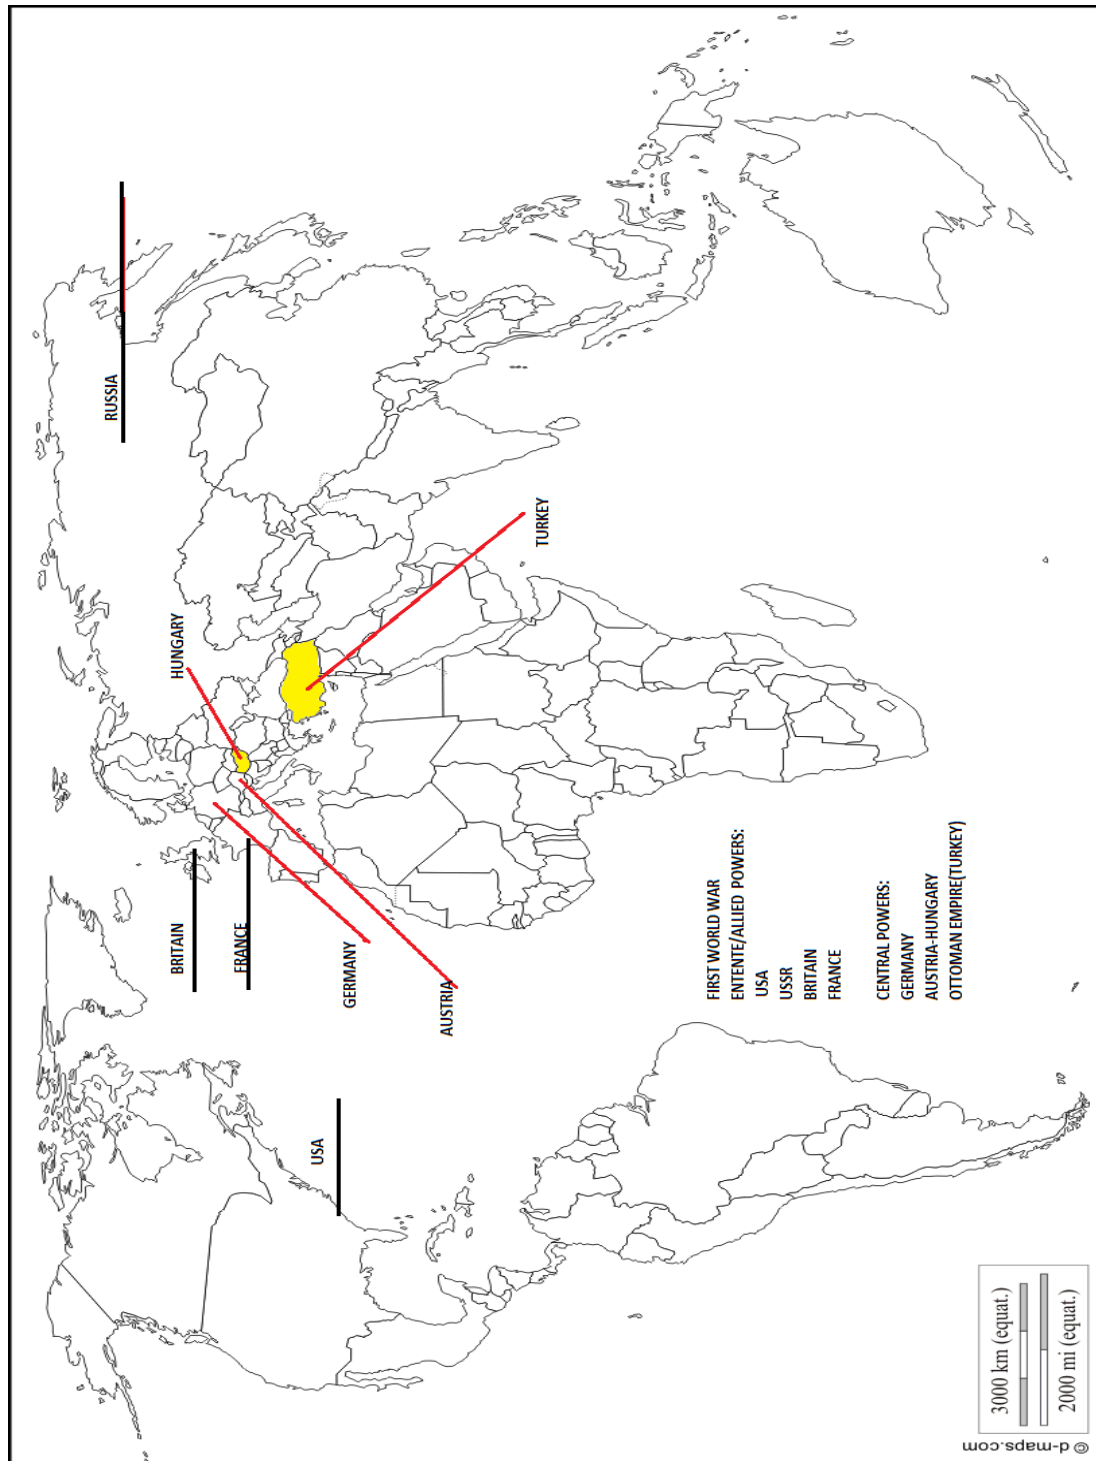 RUSSIA
HUNGARY
TURKEY
BRITAIN
FRANCE
GERMANY
AUSTRIA
USA
FIRST WORLD WAR
ENTENTE/ALLIED POWERS:
USA
USSR
BRITAIN
FRANCE
CENTRAL POWERS:
GERMANY
AUSTRIA-HUNGARY
OTTOMAN EMPIRE(TURKEY)
3000 km (equat.)
2000 mi (equat.)
© d-maps.com